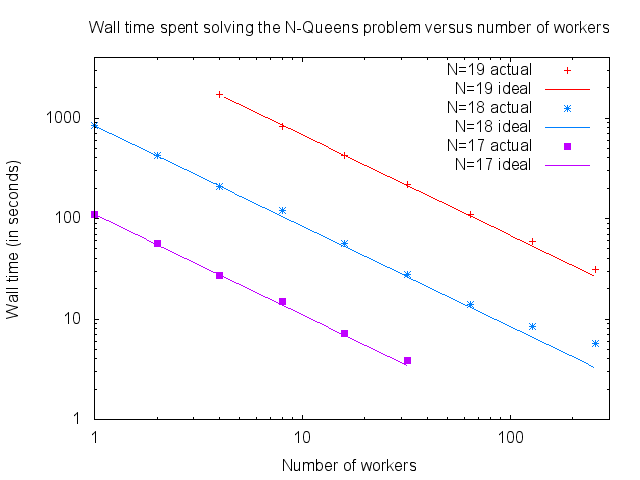 Wall time spent solving the N-Queens problem versus number of workers
N=19 actual
N=19 ideal
N=18 actual
N=18 ideal
N=17 actual
N=17 ideal
Wall time (in seconds)
1000
100
10
1
1 10 100
Number of workers